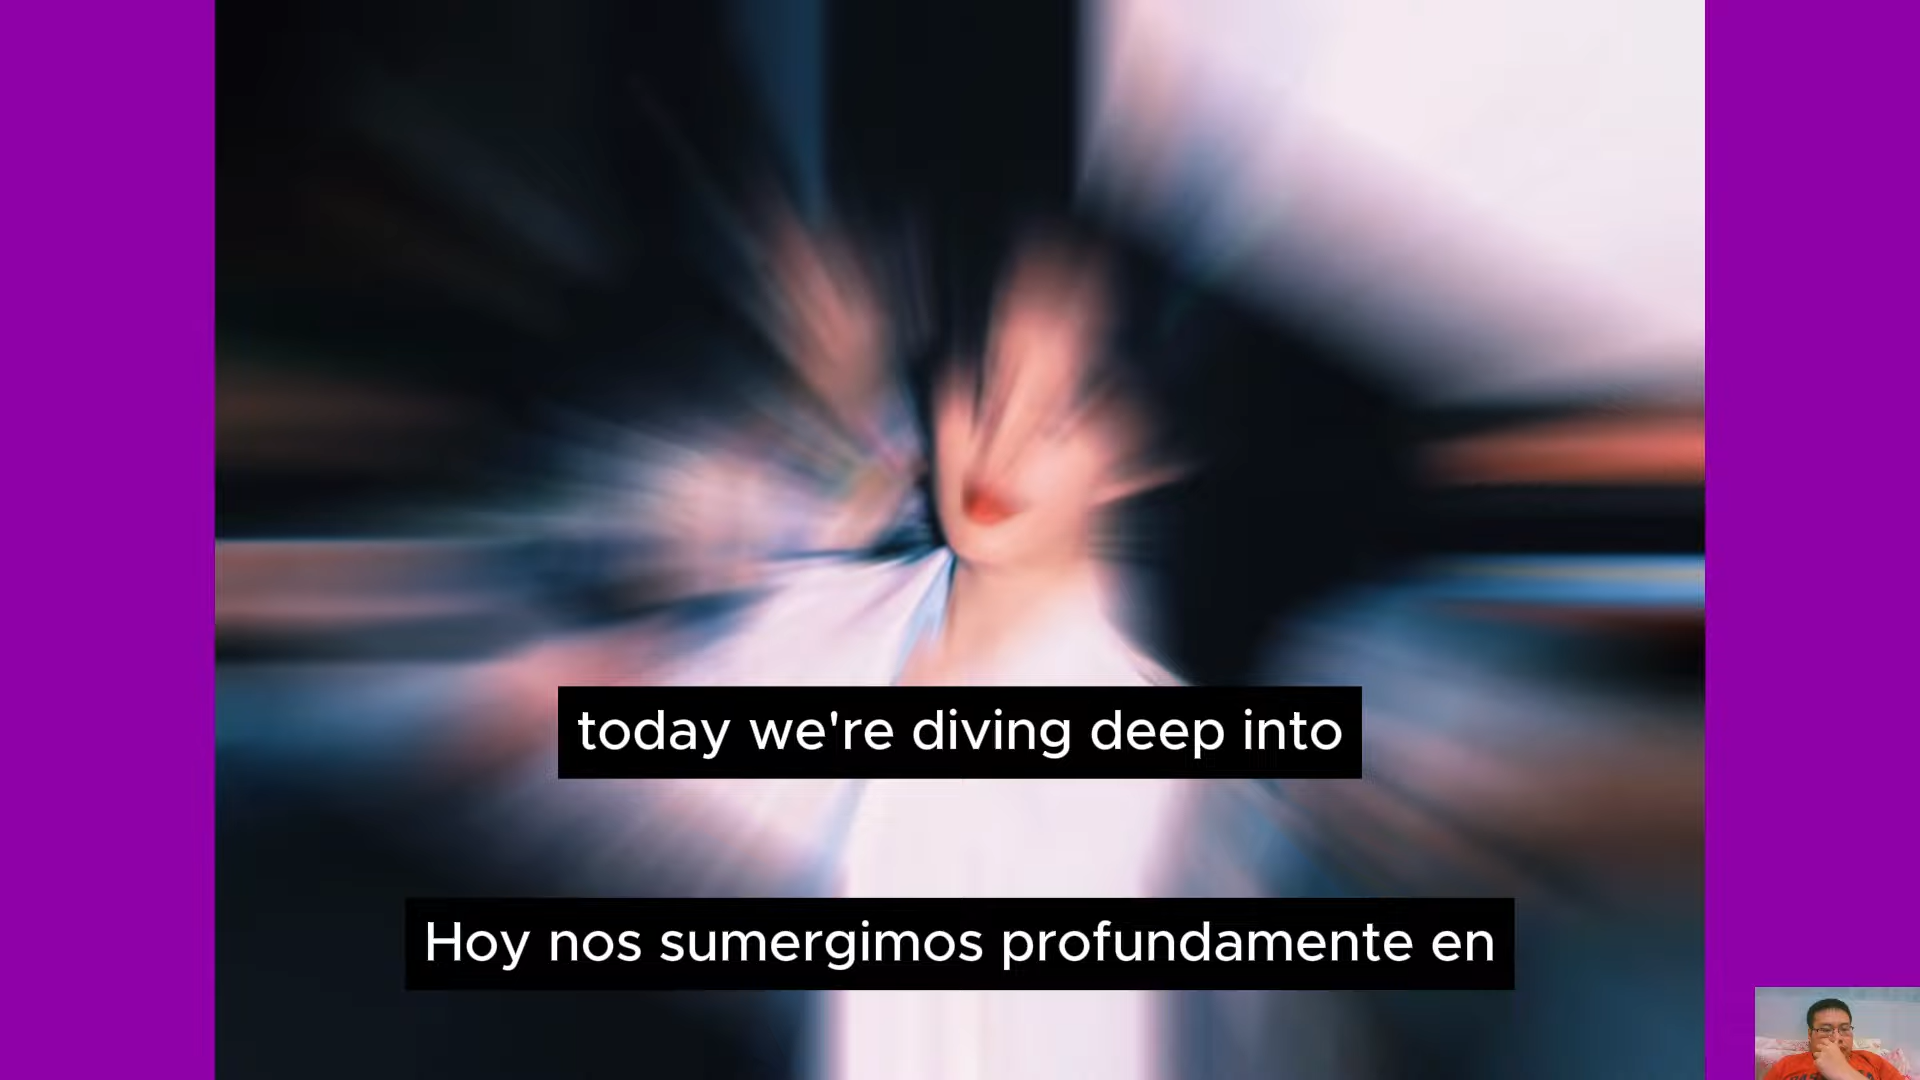 today we're diving deep into
Hoy nos sumergimos profundamente en